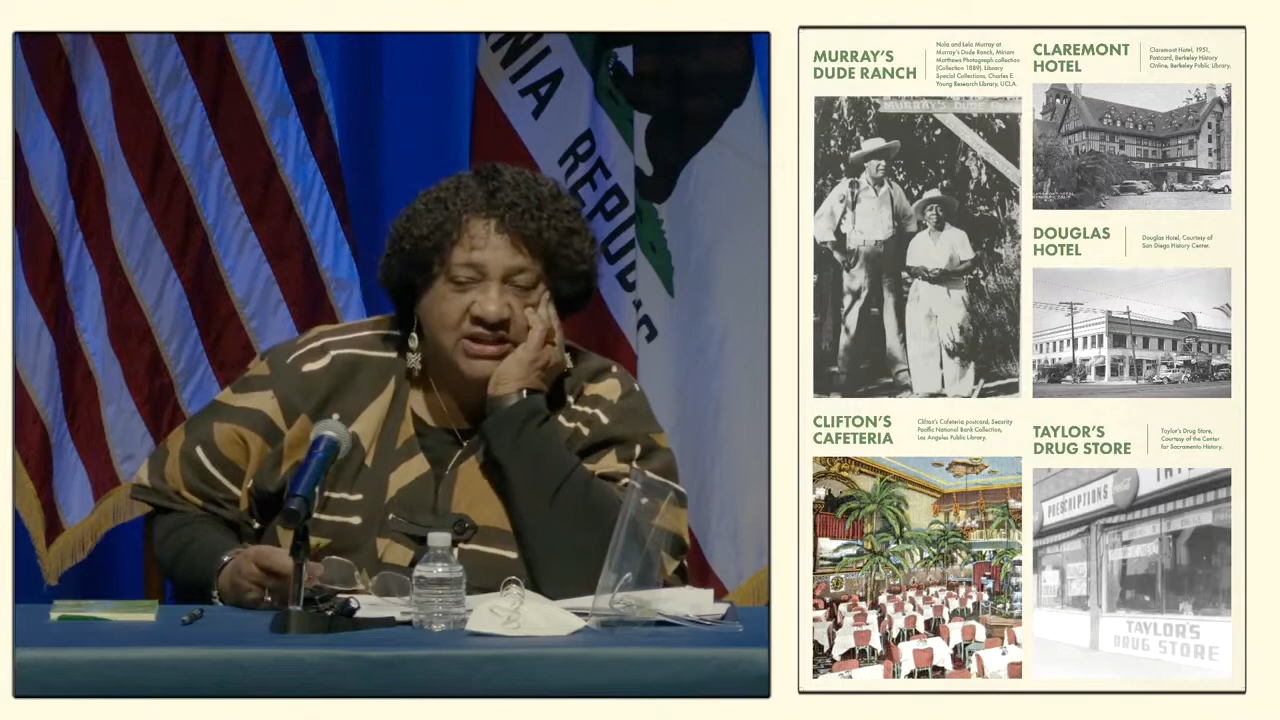 NIA REPUBLIC
MURRAY'S
DUDE RANCH
Nola and Lela Murray at
Murray's Dude Ranch, Miriam
Matthews Photograph collection
(Collection 1889). Library
Special Collections, Charles E.
Young Research Library, UCLA.
MURRAY'S DUDE
CLAREMONT
HOTEL
Claremont Hotel, 1951,
Postcard, Berkeley History
Online, Berkeley Public Library.
DOUGLAS
HOTEL
Douglas Hotel, Courtesy of
San Diego History Center.
CLIFTON'S
CAFETERIA
Clifton's Cafeteria postcard, Security
Pacific National Bank Collection,
Los Angeles Public Library.
TAYLOR'S
DRUG STORE
Taylor's Drug Store,
Courtesy of the Center
for Sacramento History.
PRESCRIPTIONS
TAYLOR'S
DRUG STORE